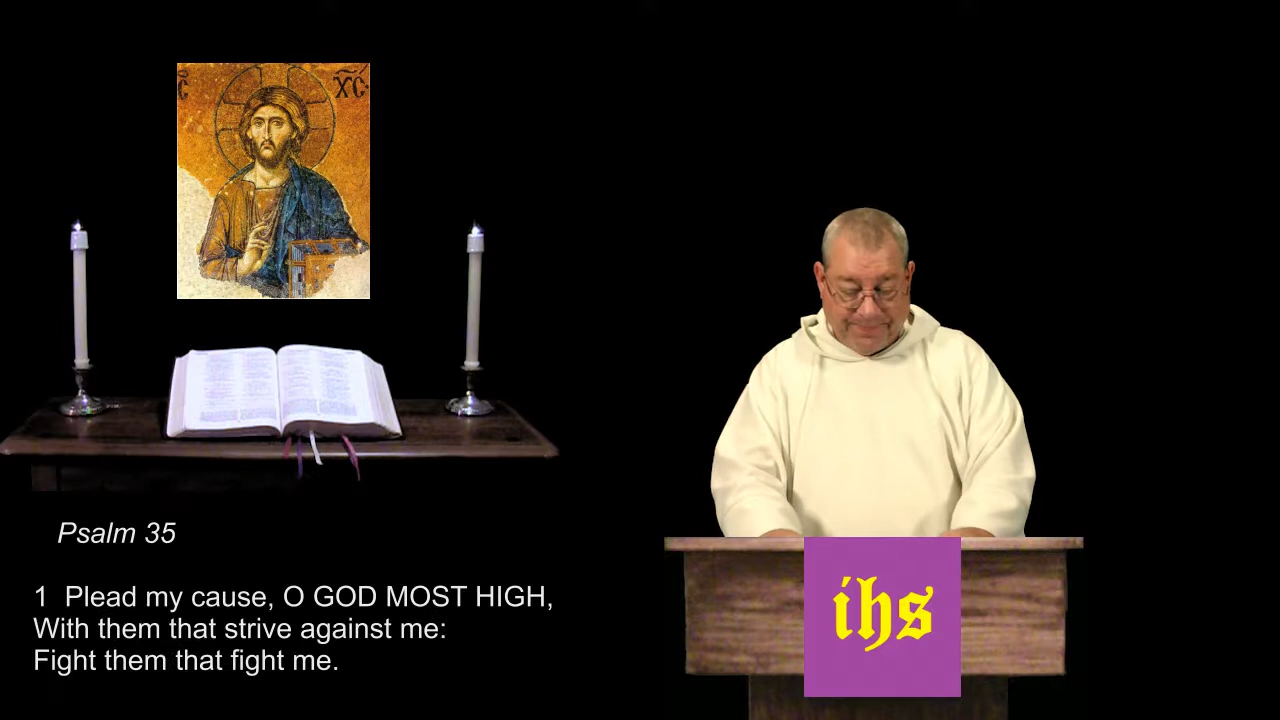 ΧC
Psalm 35
1 Plead my cause, O GOD MOST HIGH,
With them that strive against me:
Fight them that fight me.
ihs